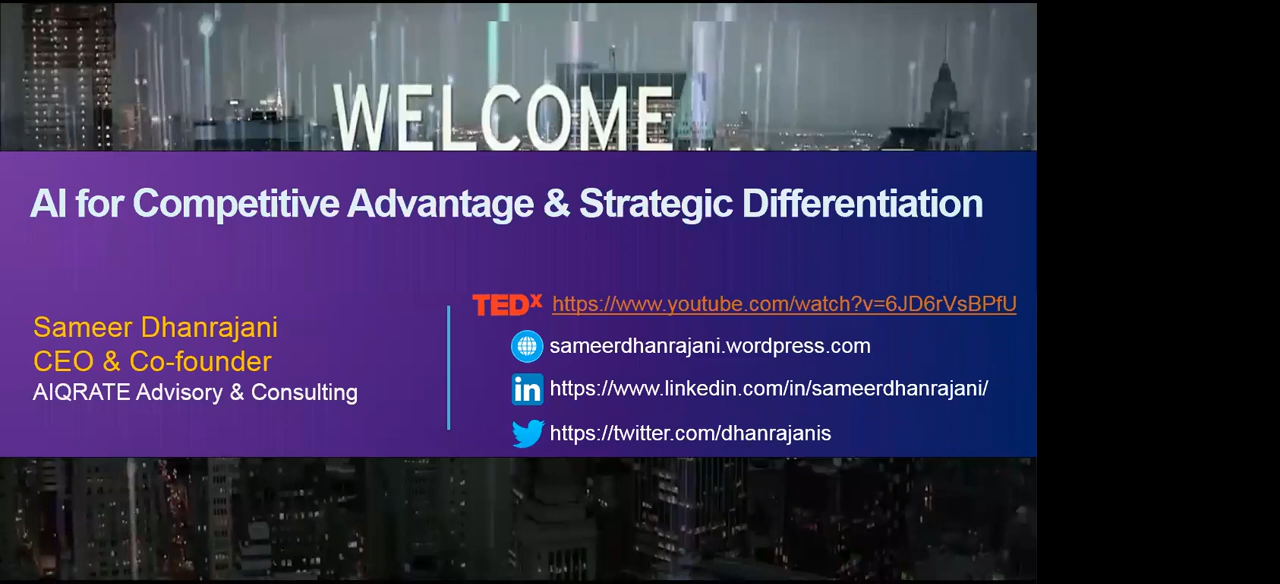 WELCOME
AI for Competitive Advantage & Strategic Differentiation
Sameer Dhanrajani
CEO & Co-founder
AIQRATE Advisory & Consulting
TEDx https://www.youtube.com/watch?v=6JD6rVsBPfU
sameerdhanrajani.wordpress.com
in https://www.linkedin.com/in/sameerdhanrajani/
https://twitter.com/dhanrajanis